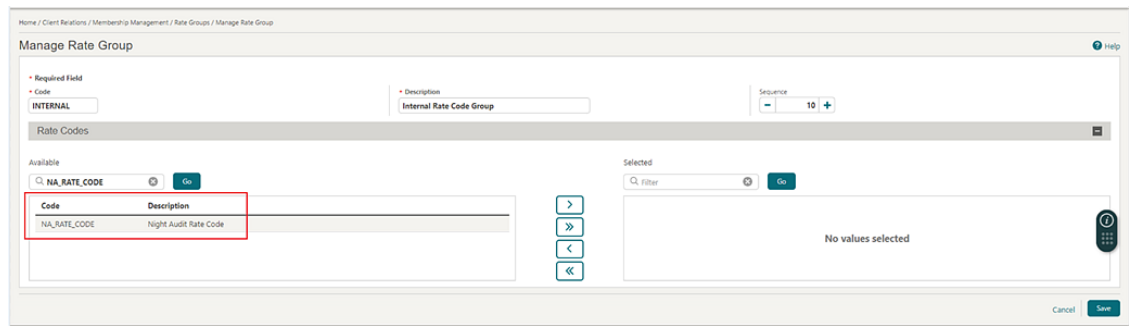 Home / Client Relations / Membership Management / Rate Groups / Manage Rate Group
Manage Rate Group
Help
* Required Field
* Code
* Description
Sequence
INTERNAL
Internal Rate Code Group
10
Rate Codes
Available
Selected
NA_RATE_CODE
Go
Filter
Go
Code Description
NA_RATE_CODE Night Audit Rate Code
No values selected
Cancel
Save